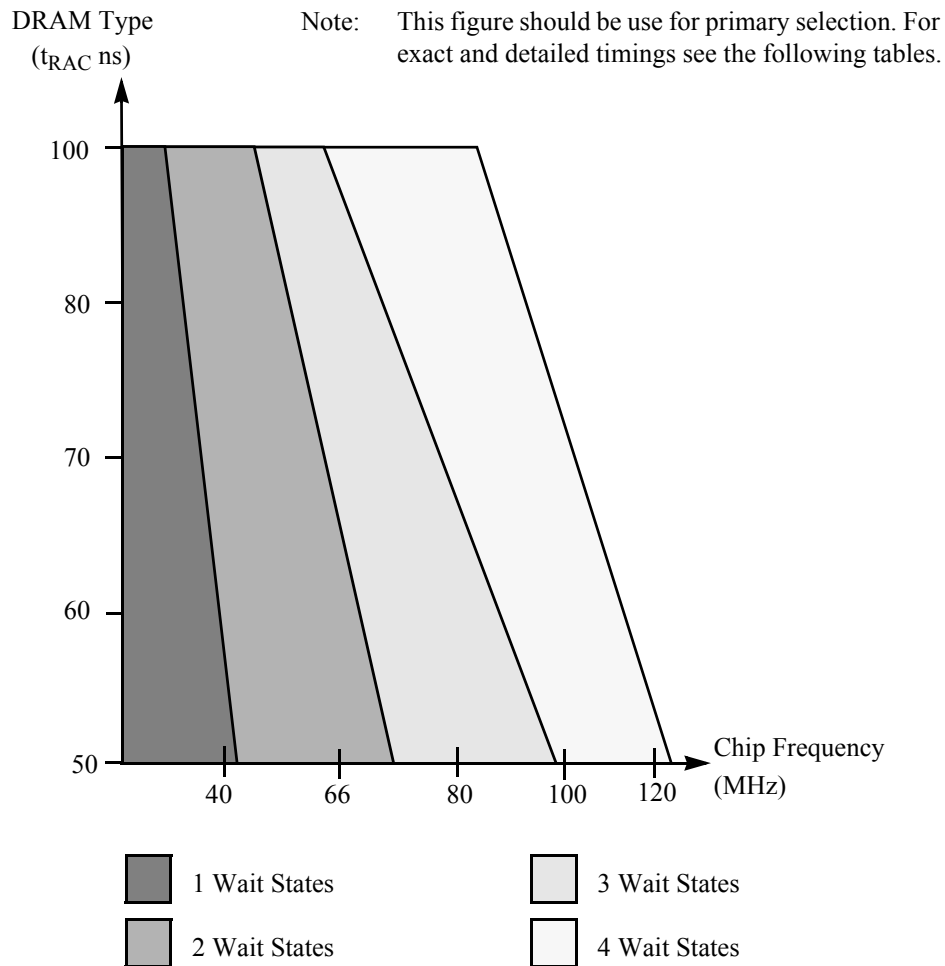 DRAM Type
(tRAC ns)
Note: This figure should be use for primary selection. For
exact and detailed timings see the following tables.
100
80
70
60
50
40 66 80 100 120
Chip Frequency
(MHz)
1 Wait States
3 Wait States
2 Wait States
4 Wait States